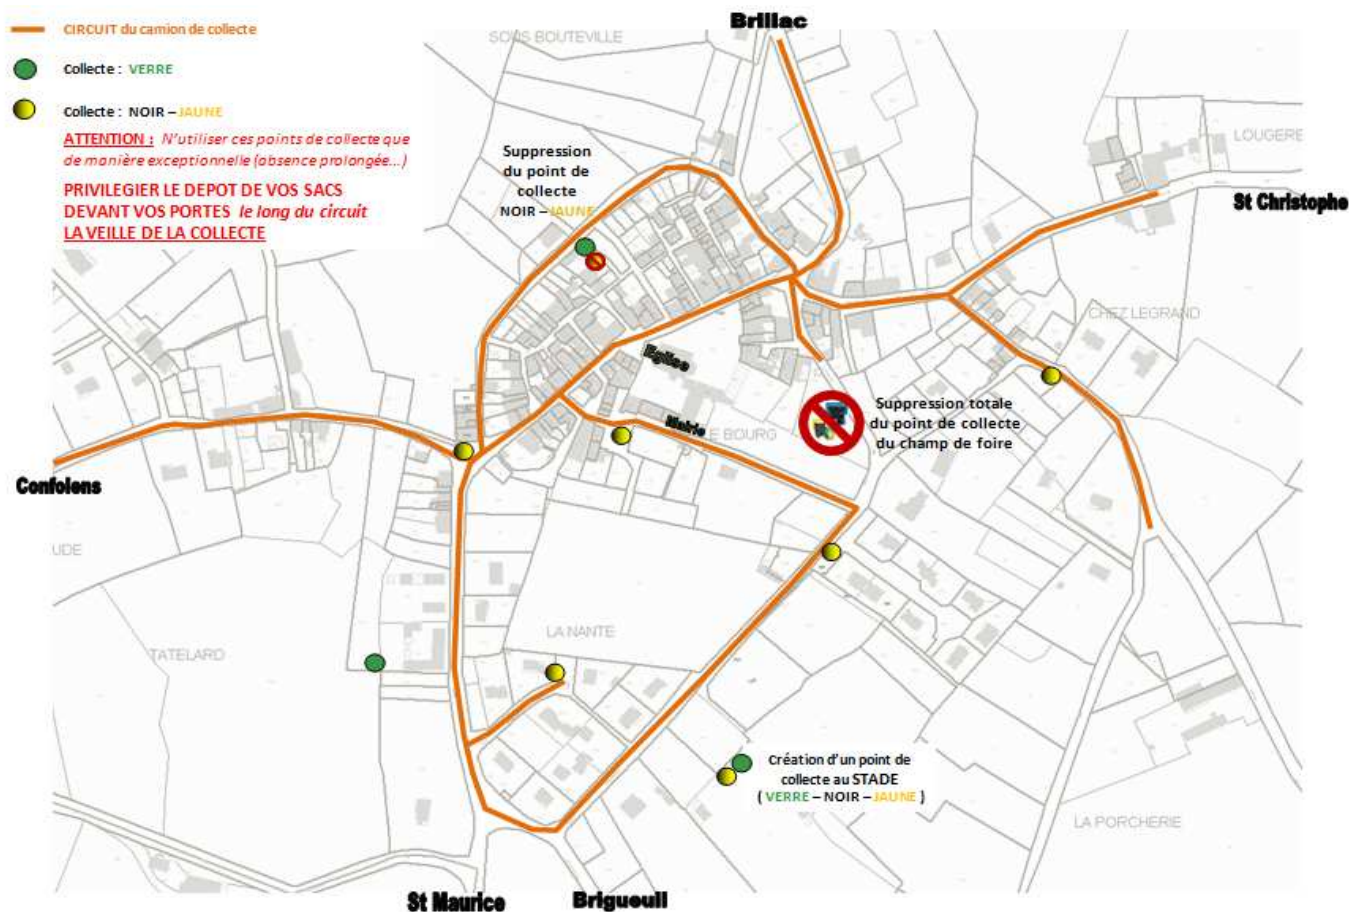 CIRCUIT du camion de collecte
Collecte : VERRE
Collecte : NOIR – JAUNE
ATTENTION : N'utiliser ces points de collecte que
de manière exceptionnelle (absence prolongée...)
PRIVILEGIER LE DEPOT DE VOS SACS
DEVANT VOS PORTES le long du circuit
LA VEILLE DE LA COLLECTE
Brillac
SOUS BOUTEVILLE
LOUGERE
St Christophe
Suppression
du point de
collecte
NOIR – JAUNE
CHEZ LEGRAND
Eglise
Mairie
LE BOURG
Suppression totale
du point de collecte
du champ de foire
Confolens
UDE
TATELARD
LA NANTE
Création d'un point de
collecte au STADE
( VERRE – NOIR – JAUNE )
LA PORCHERIE
St Maurice
Brigueuil